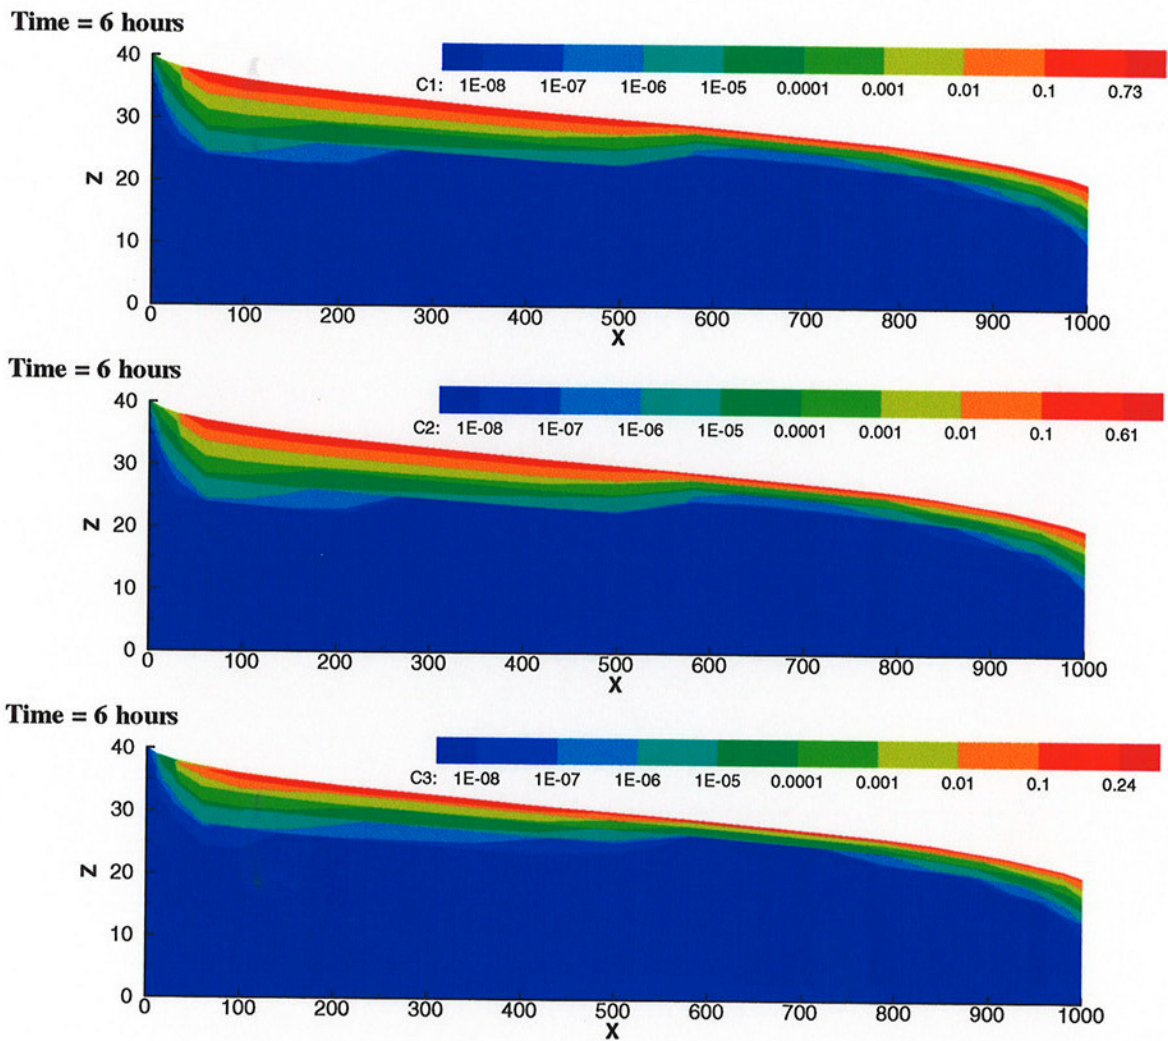 Time = 6 hours
C1: 1E-08 1E-07 1E-06 1E-05 0.0001 0.001 0.01 0.1 0.73
40
30
20
10
0
Z
0 100 200 300 400 500 600 700 800 900 1000
X
Time = 6 hours
C2: 1E-08 1E-07 1E-06 1E-05 0.0001 0.001 0.01 0.1 0.61
40
30
20
10
0
Z
0 100 200 300 400 500 600 700 800 900 1000
X
Time = 6 hours
C3: 1E-08 1E-07 1E-06 1E-05 0.0001 0.001 0.01 0.1 0.24
40
30
20
10
0
Z
0 100 200 300 400 500 600 700 800 900 1000
X